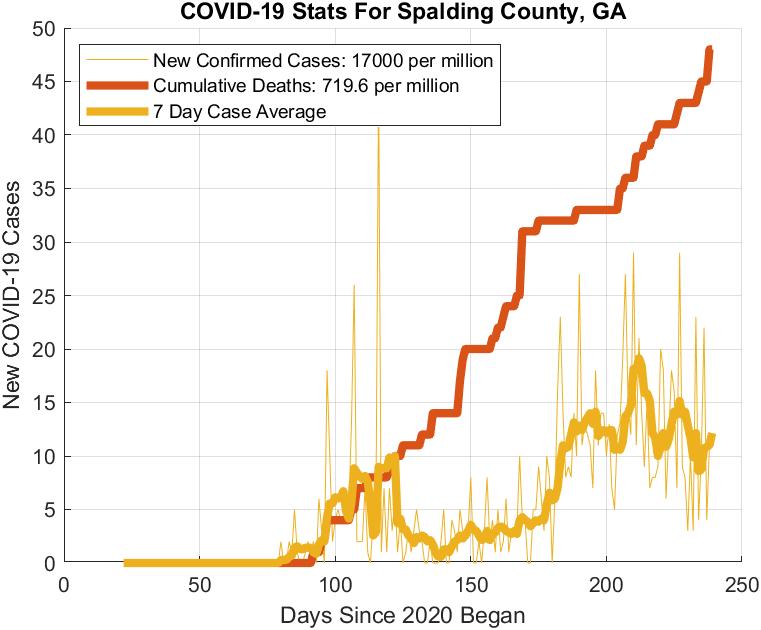 COVID-19 Stats For Spalding County, GA
New Confirmed Cases: 17000 per million
Cumulative Deaths: 719.6 per million
7 Day Case Average
New COVID-19 Cases
50
45
40
35
30
25
20
15
10
5
0
0 50 100 150 200 250
Days Since 2020 Began